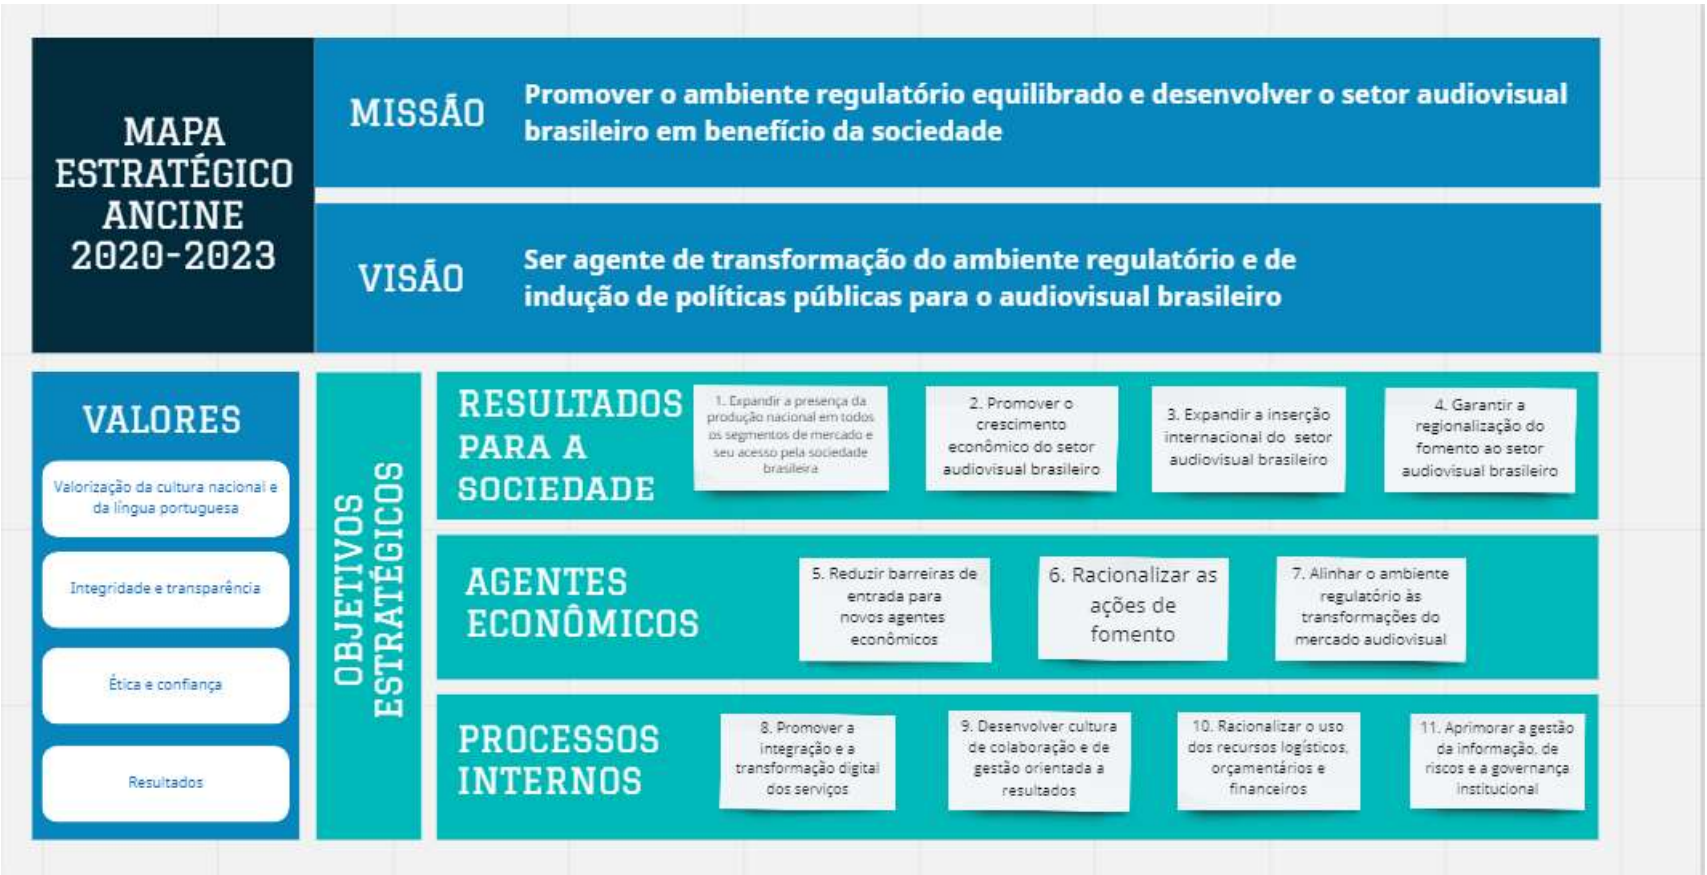 MAPA
ESTRATÉGICO
ANCINE
2020-2023
MISSÃO
Promover o ambiente regulatório equilibrado e desenvolver o setor audiovisual
brasileiro em benefício da sociedade
VISÃO
Ser agente de transformação do ambiente regulatório e de
indução de políticas públicas para o audiovisual brasileiro
VALORES
Valorização da cultura nacional e
da língua portuguesa
Integridade e transparência
Ética e confiança
Resultados
OBJETIVOS
ESTRATÉGICOS
RESULTADOS
PARA A
SOCIEDADE
1. Expandir a presença da
produção nacional em todos
os segmentos de mercado e
seu acesso pela sociedade
brasileira
2. Promover o
crescimento
econômico do setor
audiovisual brasileiro
3. Expandir a inserção
internacional do setor
audiovisual brasileiro
4. Garantir a
regionalização do
fomento ao setor
audiovisual brasileiro
AGENTES
ECONÔMICOS
5. Reduzir barreiras de
entrada para
novos agentes
econômicos
6. Racionalizar as
ações de
fomento
7. Alinhar o ambiente
regulatório às
transformações do
mercado audiovisual
PROCESSOS
INTERNOS
8. Promover a
integração e a
transformação digital
dos serviços
9. Desenvolver cultura
de colaboração e de
gestão orientada a
resultados
10. Racionalizar o uso
dos recursos logísticos,
orçamentários e
financeiros
11. Aprimorar a gestão
da informação, de
riscos e a governança
institucional